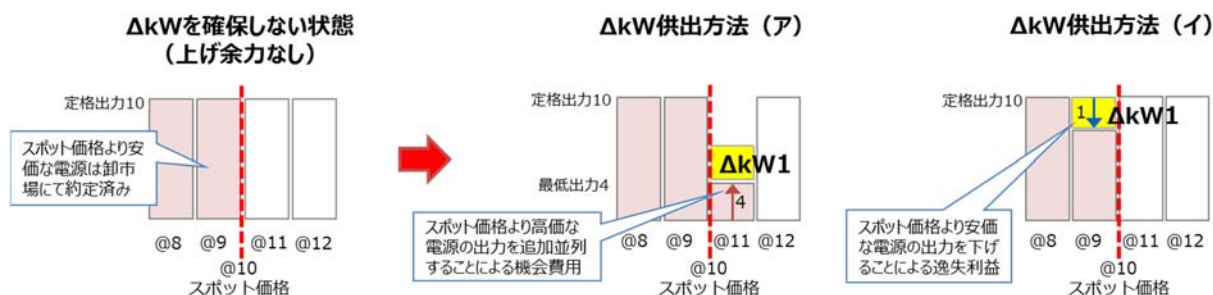 ΔkWを確保しない状態
(上げ余力なし)
定格出力10
スポット価格より安
価な電源は卸市
場にて約定済み
@8
@9
@11
@12
@10
スポット価格
ΔkW供出方法（ア）
定格出力10
ΔkW1
最低出力4
4
スポット価格より高価な
電源の出力を追加並列
することによる機会費用
@8
@9
@11
@12
@10
スポット価格
ΔkW供出方法（イ）
定格出力10
1
ΔkW1
スポット価格より安価
な電源の出力を下げ
ることによる逸失利益
@8
@9
@11
@12
@10
スポット価格